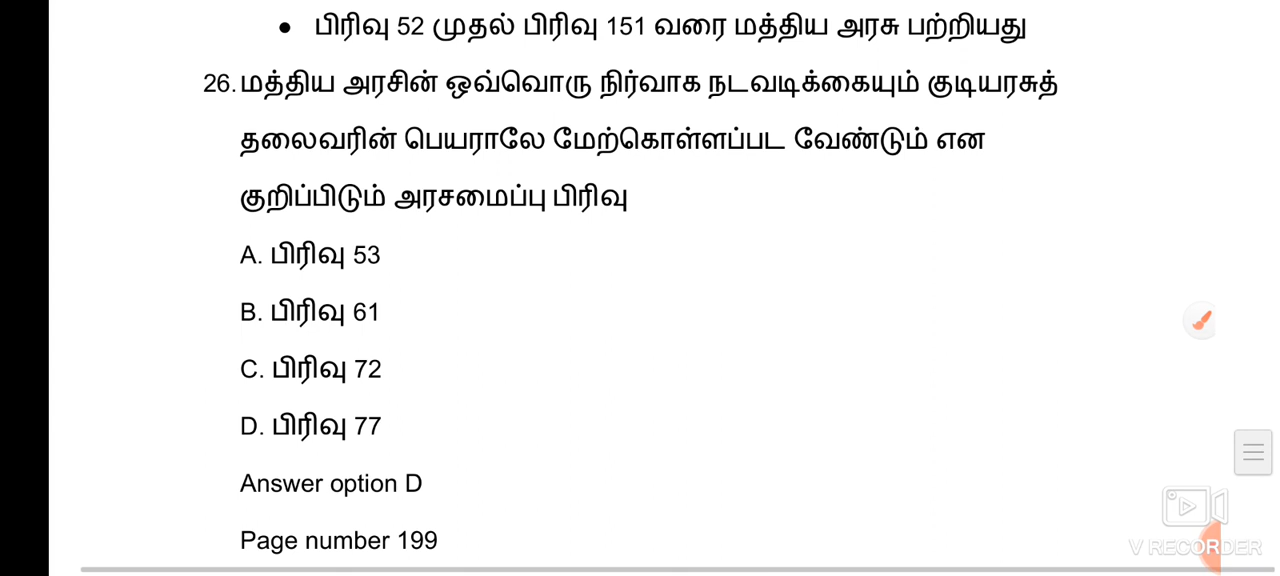 ● பிரிவு 52 முதல் பிரிவு 151 வரை மத்திய அரசு பற்றியது
26. மத்திய அரசின் ஒவ்வொரு நிர்வாக நடவடிக்கையும் குடியரசுத்
தலைவரின் பெயராலே மேற்கொள்ளப்பட வேண்டும் என
குறிப்பிடும் அரசமைப்பு பிரிவு
A. பிரிவு 53
B. பிரிவு 61
C. பிரிவு 72
D. பிரிவு 77
Answer option D
Page number 199
V RECORDER